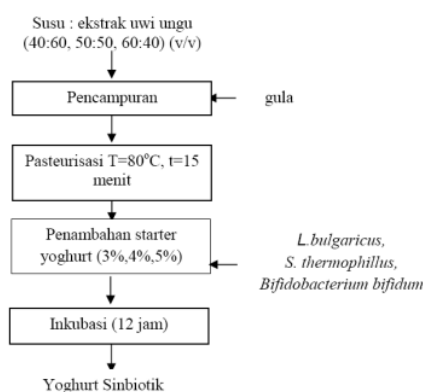 Susu : ekstrak uwi ungu
(40:60, 50:50, 60:40) (v/v)
Pencampuran
gula
Pasteurisasi T=80°C, t=15
menit
Penambahan starter
yoghurt (3%,4%,5%)
L.bulgaricus,
S. thermophillus,
Bifidobacterium bifidum
Inkubasi (12 jam)
Yoghurt Sinbiotik